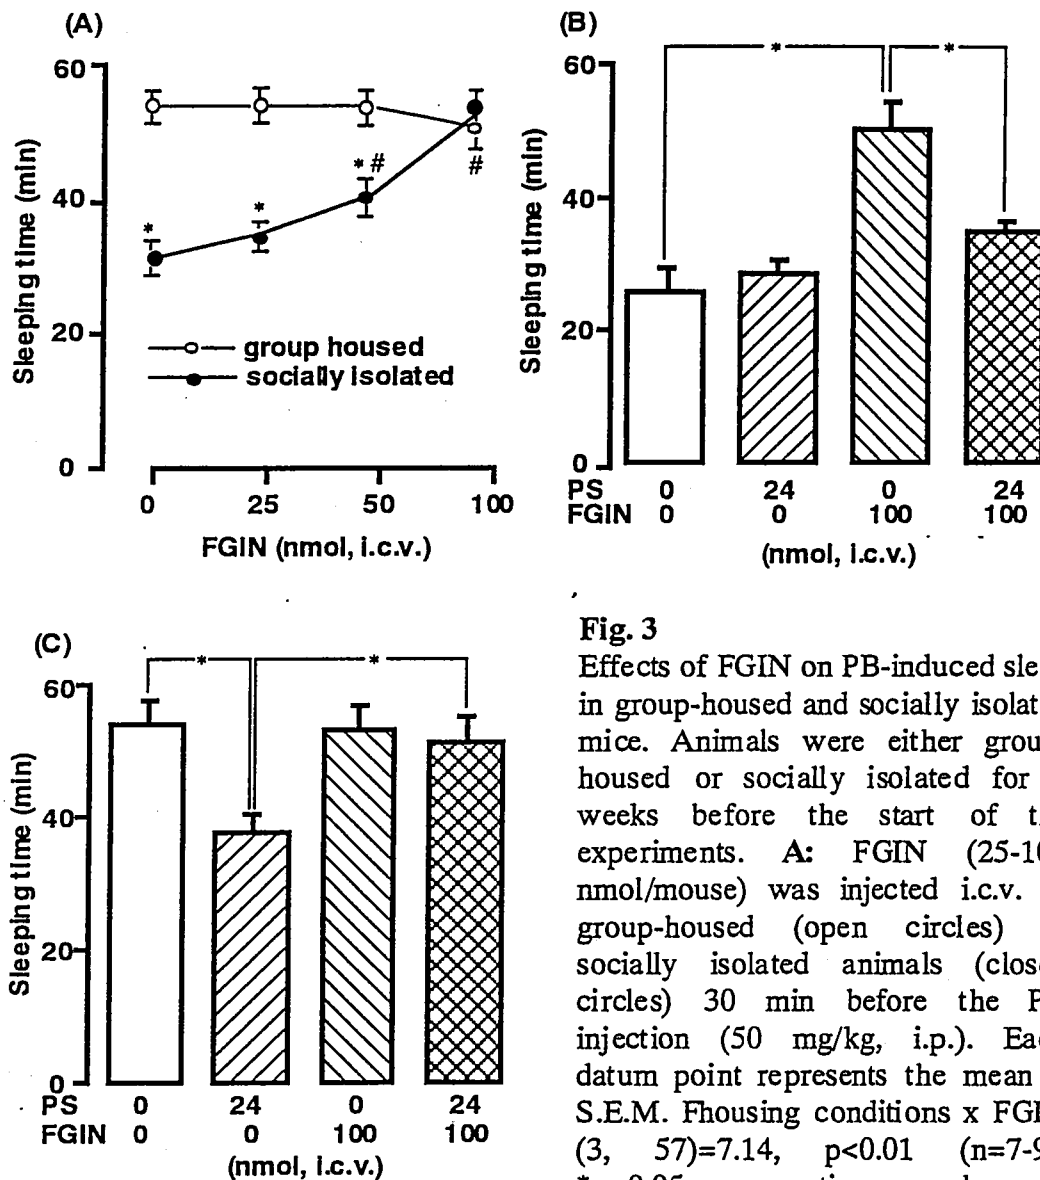 (A)
60
40
20
0
Sleeping time (min)
*
*
* #
#
group housed
socially isolated
0 25 50 100
FGIN (nmol, i.c.v.)
(B)
* *
60
40
20
0
Sleeping time (min)
PS 0 24 0 24
FGIN 0 0 100 100
(nmol, i.c.v.)
(C)
* *
60
40
20
0
Sleeping time (min)
PS 0 24 0 24
FGIN 0 0 100 100
(nmol, i.c.v.)
Fig. 3
Effects of FGIN on PB-induced slee
in group-housed and socially isolat
mice. Animals were either grou
housed or socially isolated for
weeks before the start of t
experiments. A: FGIN (25-10
nmol/mouse) was injected i.c.v.
group-housed (open circles)
socially isolated animals (close
circles) 30 min before the P
injection (50 mg/kg, i.p.). Eac
datum point represents the mean
S.E.M. Fhousing conditions x FGI
(3, 57)=7.14, p<0.01 (n=7-9